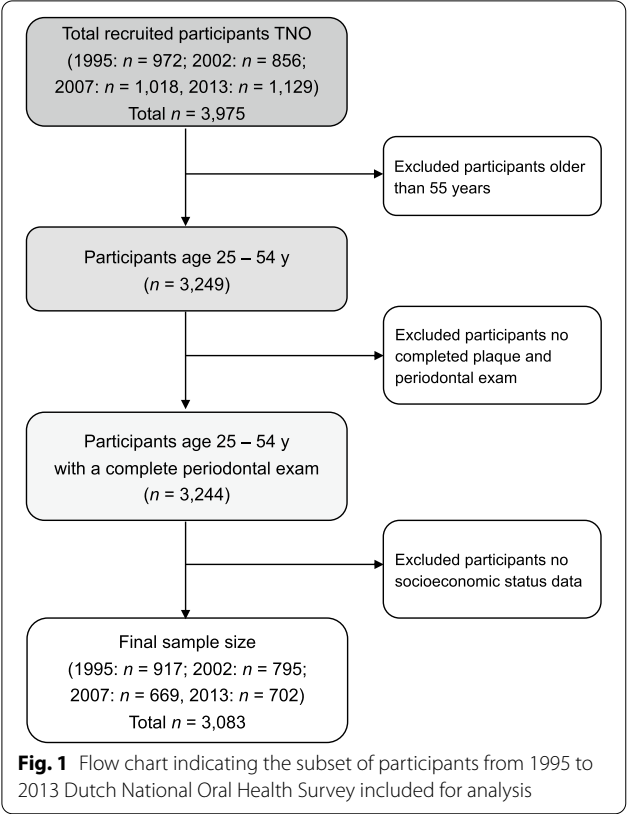 Total recruited participants TNO
(1995: n = 972; 2002: n = 856;
2007: n = 1,018, 2013: n = 1,129)
Total n = 3,975
Excluded participants older
than 55 years
Participants age 25 – 54 y
(n = 3,249)
Excluded participants no
completed plaque and
periodontal exam
Participants age 25 – 54 y
with a complete periodontal exam
(n = 3,244)
Excluded participants no
socioeconomic status data
Final sample size
(1995: n = 917; 2002: n = 795;
2007: n = 669, 2013: n = 702)
Total n = 3,083
Fig. 1 Flow chart indicating the subset of participants from 1995 to
2013 Dutch National Oral Health Survey included for analysis